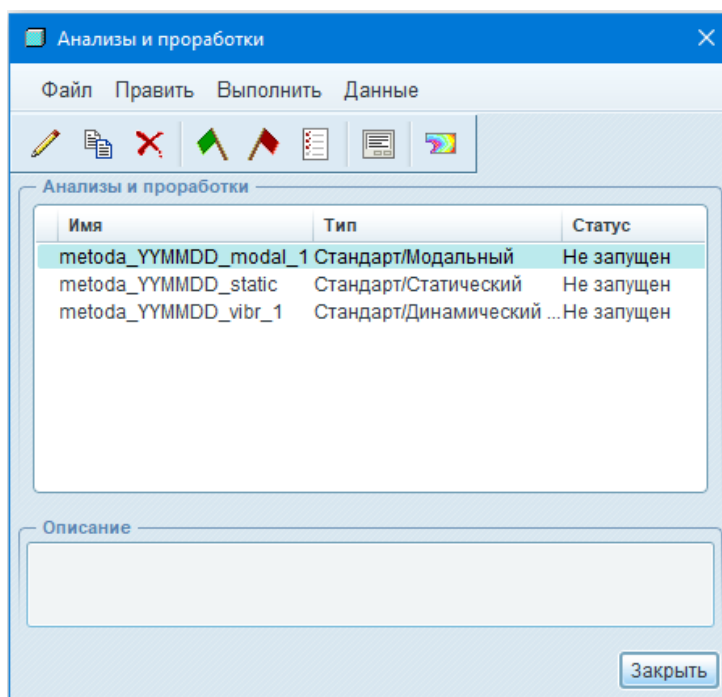 Анализы и проработки
Файл Править Выполнить Данные
Анализы и проработки
Имя Тип Статус
metoda_YYMMDD_modal_1 Стандарт/Модальный Не запущен
metoda_YYMMDD_static Стандарт/Статический Не запущен
metoda_YYMMDD_vibr_1 Стандарт/Динамический ... Не запущен
Описание
Закрыть